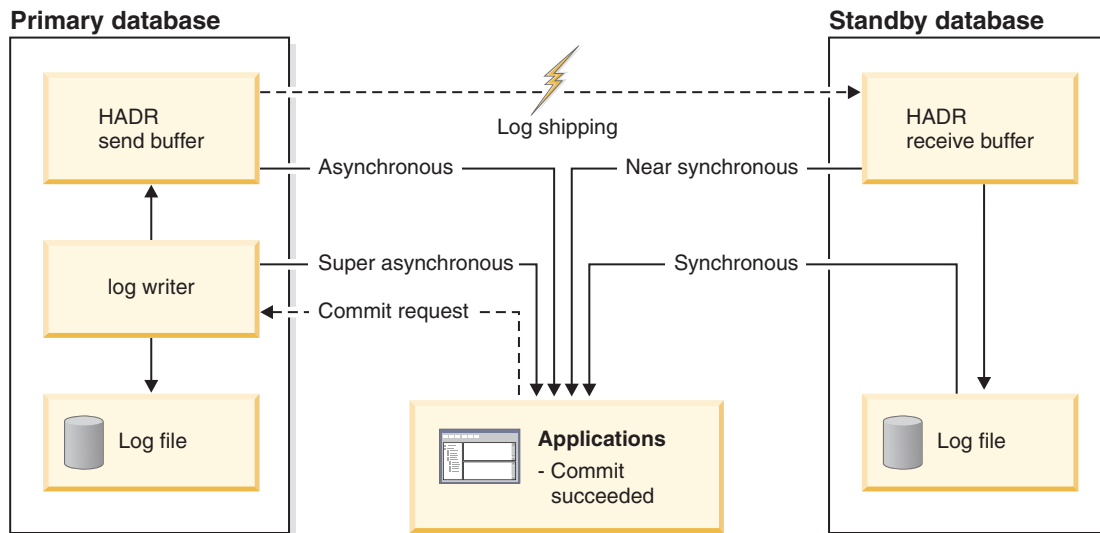 Primary database
Standby database
HADR
send buffer
HADR
receive buffer
Log shipping
Asynchronous
Near synchronous
log writer
Super asynchronous
Synchronous
Commit request
Log file
Applications
- Commit
succeeded
Log file